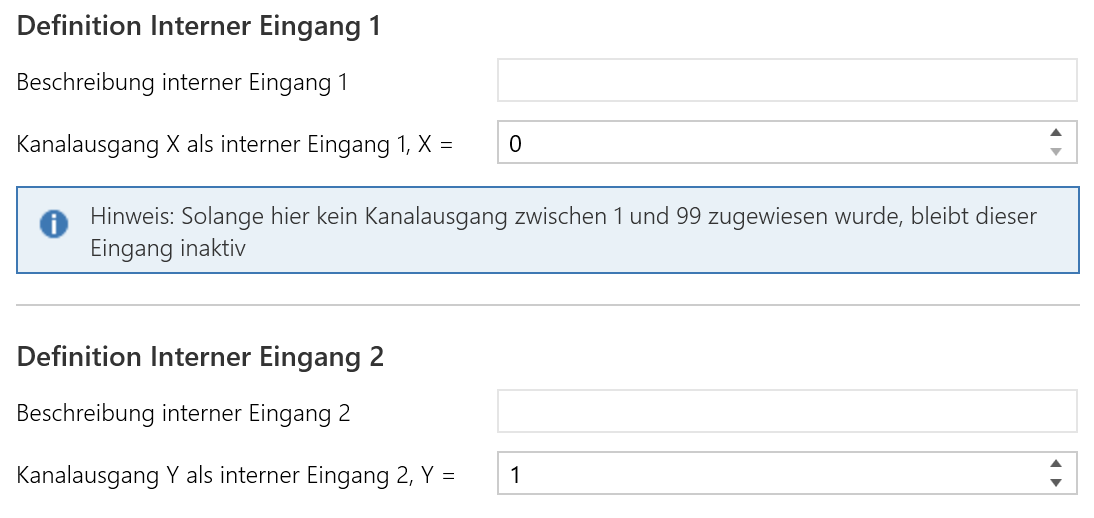 Definition Interner Eingang 1
Beschreibung interner Eingang 1
Kanalausgang X als interner Eingang 1, X = 0
Hinweis: Solange hier kein Kanalausgang zwischen 1 und 99 zugewiesen wurde, bleibt dieser
Eingang inaktiv
Definition Interner Eingang 2
Beschreibung interner Eingang 2
Kanalausgang Y als interner Eingang 2, Y = 1